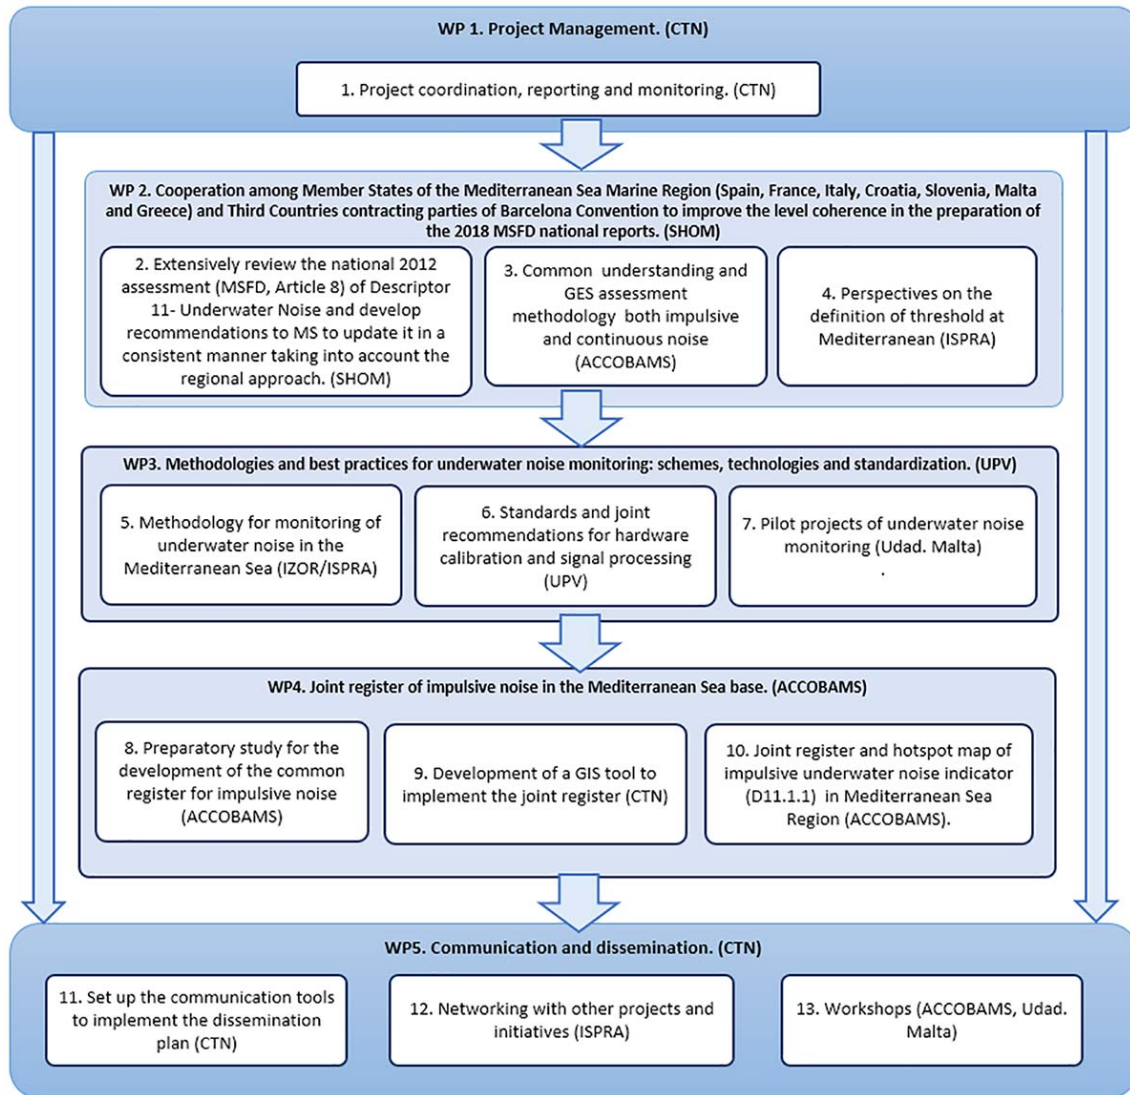 WP 1. Project Management. (CTN)
1. Project coordination, reporting and monitoring. (CTN)
WP 2. Cooperation among Member States of the Mediterranean Sea Marine Region (Spain, France, Italy, Croatia, Slovenia, Malta
and Greece) and Third Countries contracting parties of Barcelona Convention to improve the level coherence in the preparation of
the 2018 MSFD national reports. (SHOM)
2. Extensively review the national 2012
assessment (MSFD, Article 8) of Descriptor
11- Underwater Noise and develop
recommendations to MS to update it in a
consistent manner taking into account the
regional approach. (SHOM)
3. Common understanding and
GES assessment
methodology both impulsive
and continuous noise
(ACCOBAMS)
4. Perspectives on the
definition of threshold at
Mediterranean (ISPRA)
WP3. Methodologies and best practices for underwater noise monitoring: schemes, technologies and standardization. (UPV)
5. Methodology for monitoring of
underwater noise in the
Mediterranean Sea (IZOR/ISPRA)
6. Standards and joint
recommendations for hardware
calibration and signal processing
(UPV)
7. Pilot projects of underwater noise
monitoring (Udad. Malta)
.
WP4. Joint register of impulsive noise in the Mediterranean Sea base. (ACCOBAMS)
8. Preparatory study for the
development of the common
register for impulsive noise
(ACCOBAMS)
9. Development of a GIS tool to
implement the joint register (CTN)
10. Joint register and hotspot map of
impulsive underwater noise indicator
(D11.1.1) in Mediterranean Sea
Region (ACCOBAMS).
WP5. Communication and dissemination. (CTN)
11. Set up the communication tools
to implement the dissemination
plan (CTN)
12. Networking with other projects and
initiatives (ISPRA)
13. Workshops (ACCOBAMS, Udad.
Malta)